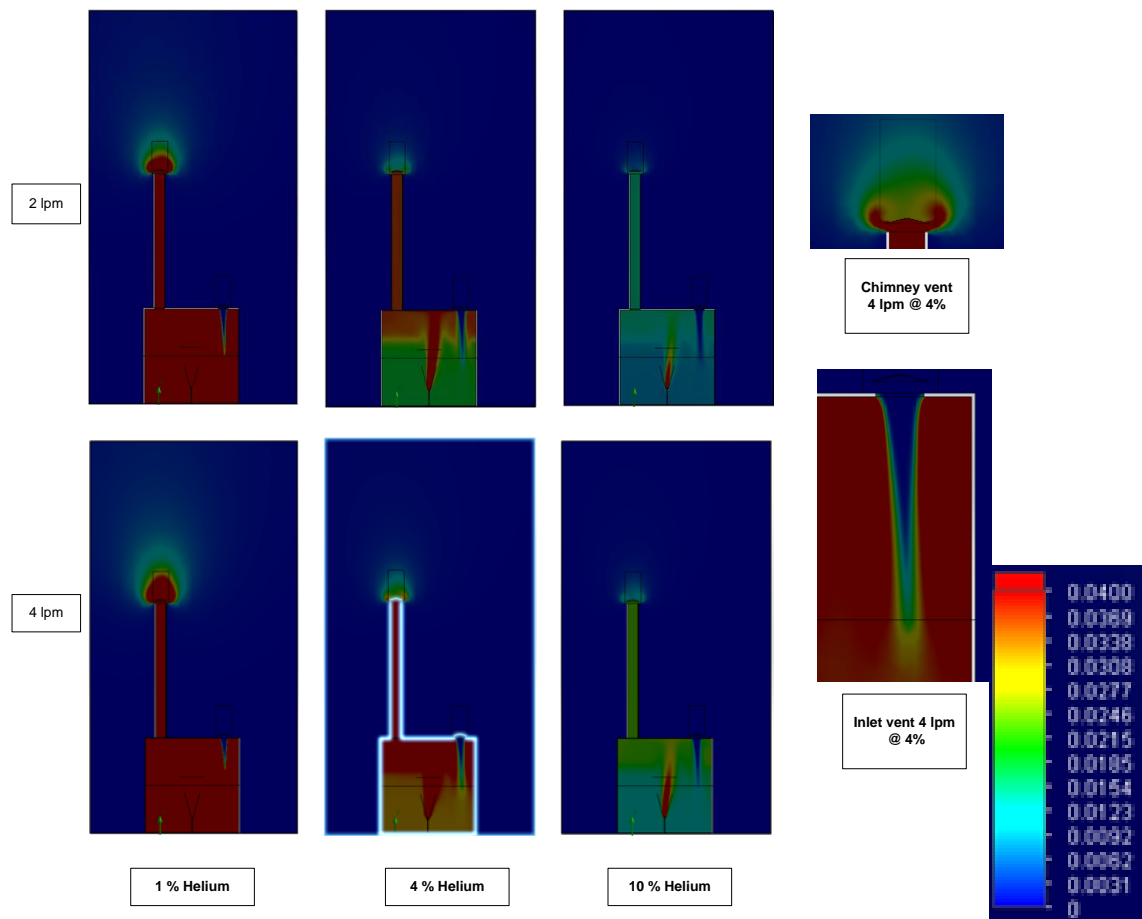 2 lpm
Chimney vent
4 lpm @ 4%
4 lpm
Inlet vent 4 lpm
@ 4%
0.0400
0.0369
0.0338
0.0308
0.0277
0.0246
0.0215
0.0185
0.0154
0.0123
0.0092
0.0062
0.0031
0
1 % Helium
4 % Helium
10 % Helium